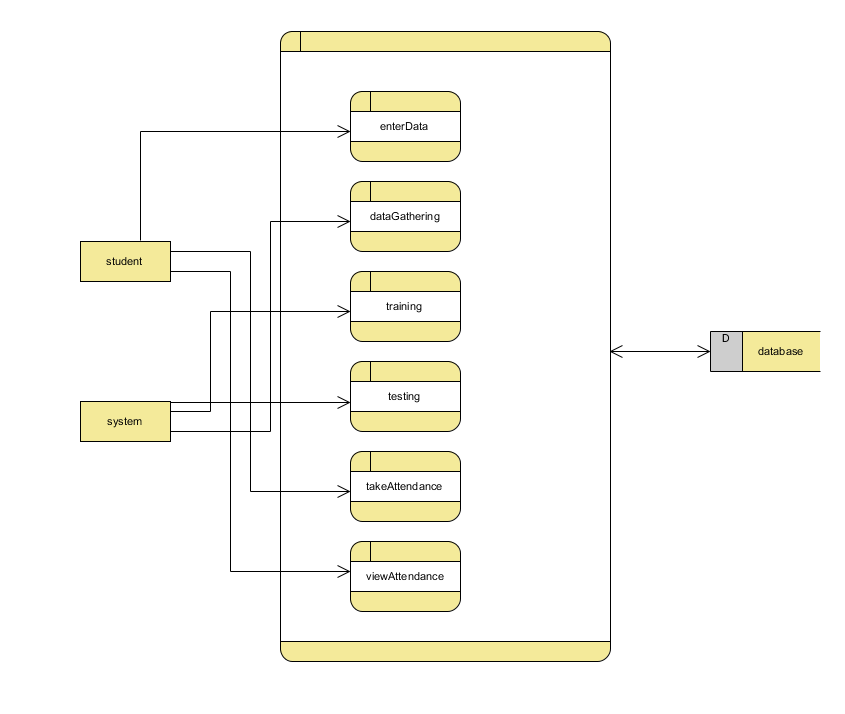 enterData
dataGathering
student
training
D
database
testing
system
takeAttendance
viewAttendance